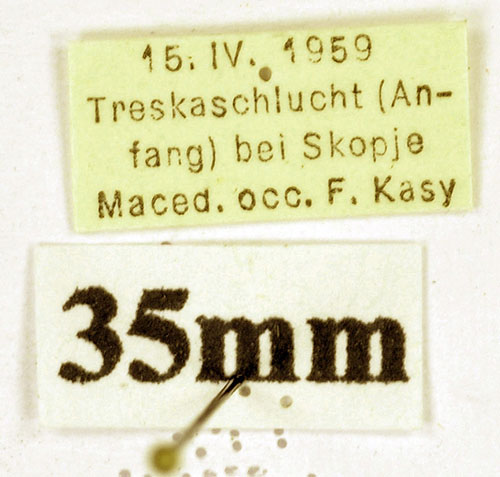 15. IV. 1959
Treskaschlucht (An-
fang) bei Skopje
Maced. occ. F. Kasy
35mm